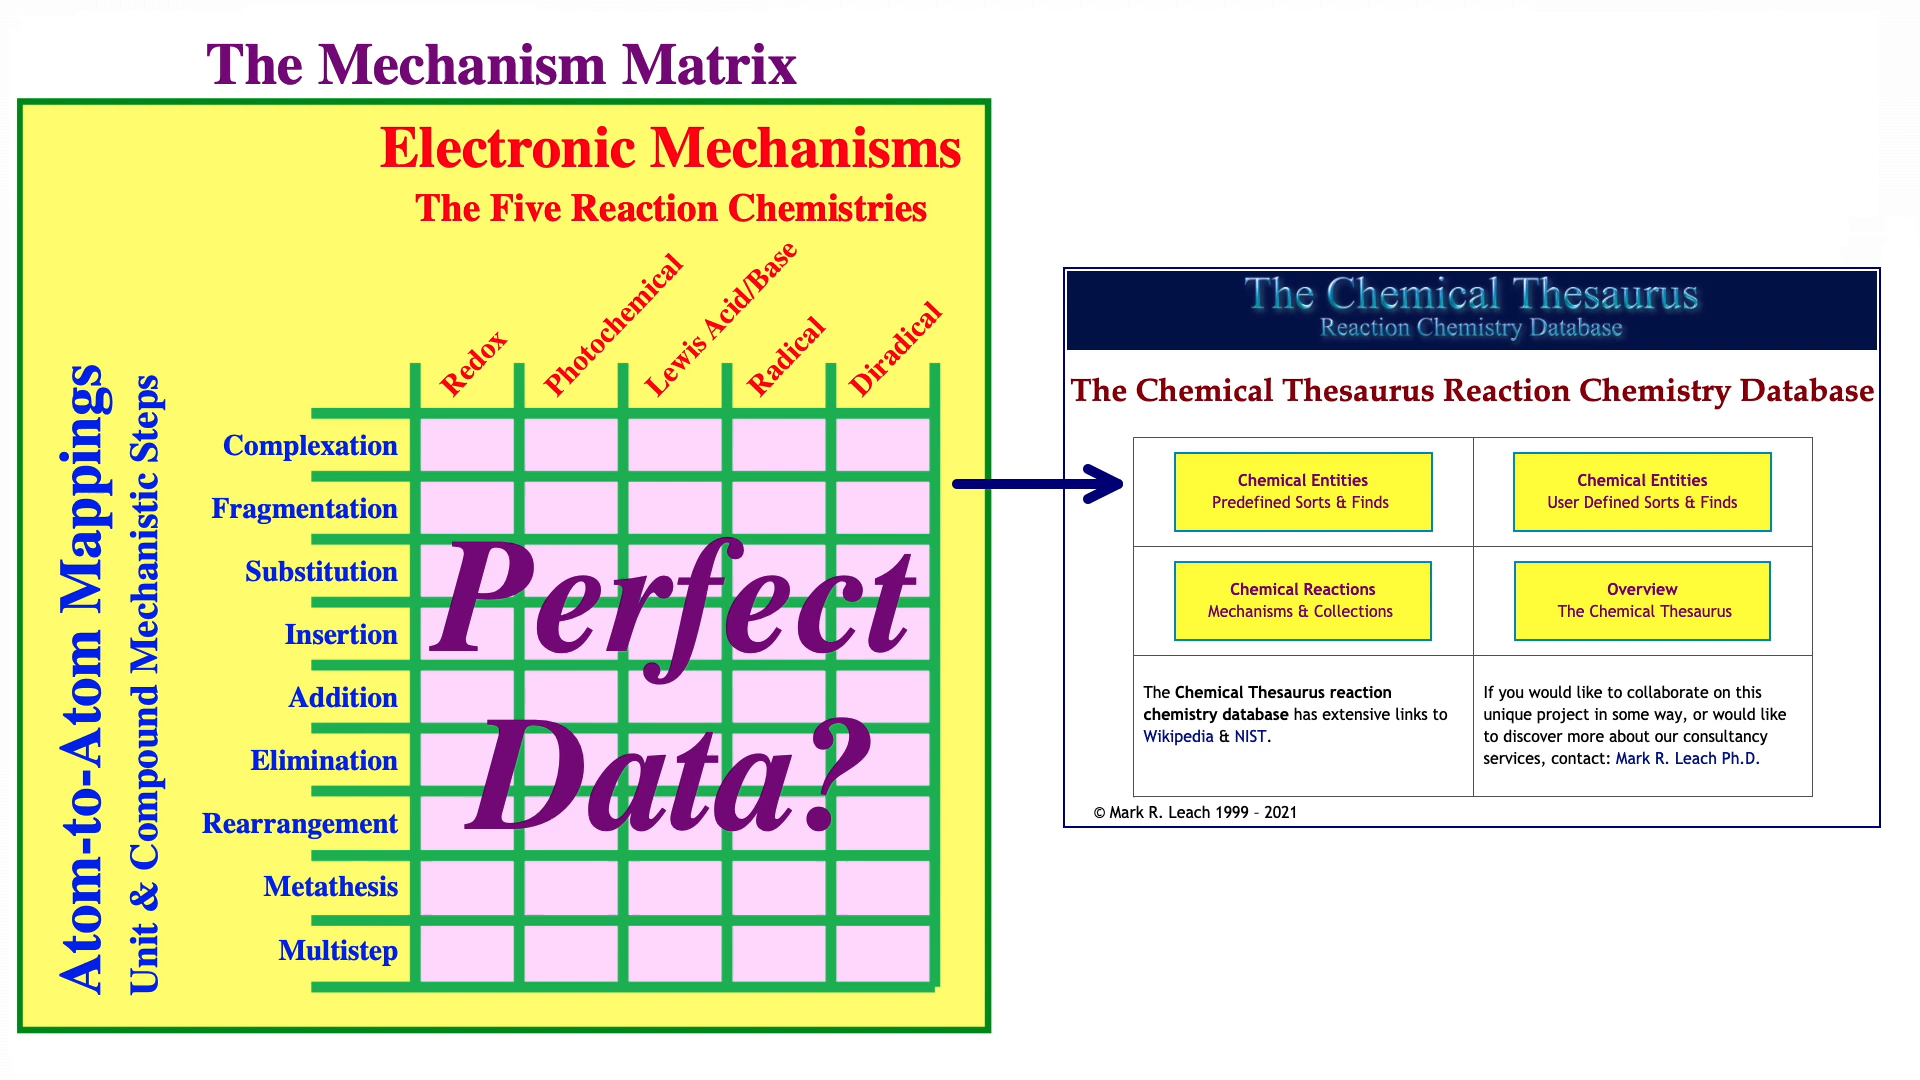 The Mechanism Matrix
Electronic Mechanisms
The Five Reaction Chemistries
Redox
Photochemical
Lewis Acid/Base
Radical
Diradical
Atom-to-Atom Mappings
Unit & Compound Mechanistic Steps
Complexation
Fragmentation
Substitution
Insertion
Addition
Elimination
Rearrangement
Metathesis
Multistep
Perfect
Data?
The Chemical Thesaurus
Reaction Chemistry Database
The Chemical Thesaurus Reaction Chemistry Database
Chemical Entities
Predefined Sorts & Finds
Chemical Entities
User Defined Sorts & Finds
Chemical Reactions
Mechanisms & Collections
Overview
The Chemical Thesaurus
The Chemical Thesaurus reaction
chemistry database has extensive links to
Wikipedia & NIST.
If you would like to collaborate on this
unique project in some way, or would like
to discover more about our consultancy
services, contact: Mark R. Leach Ph.D.
© Mark R. Leach 1999 – 2021